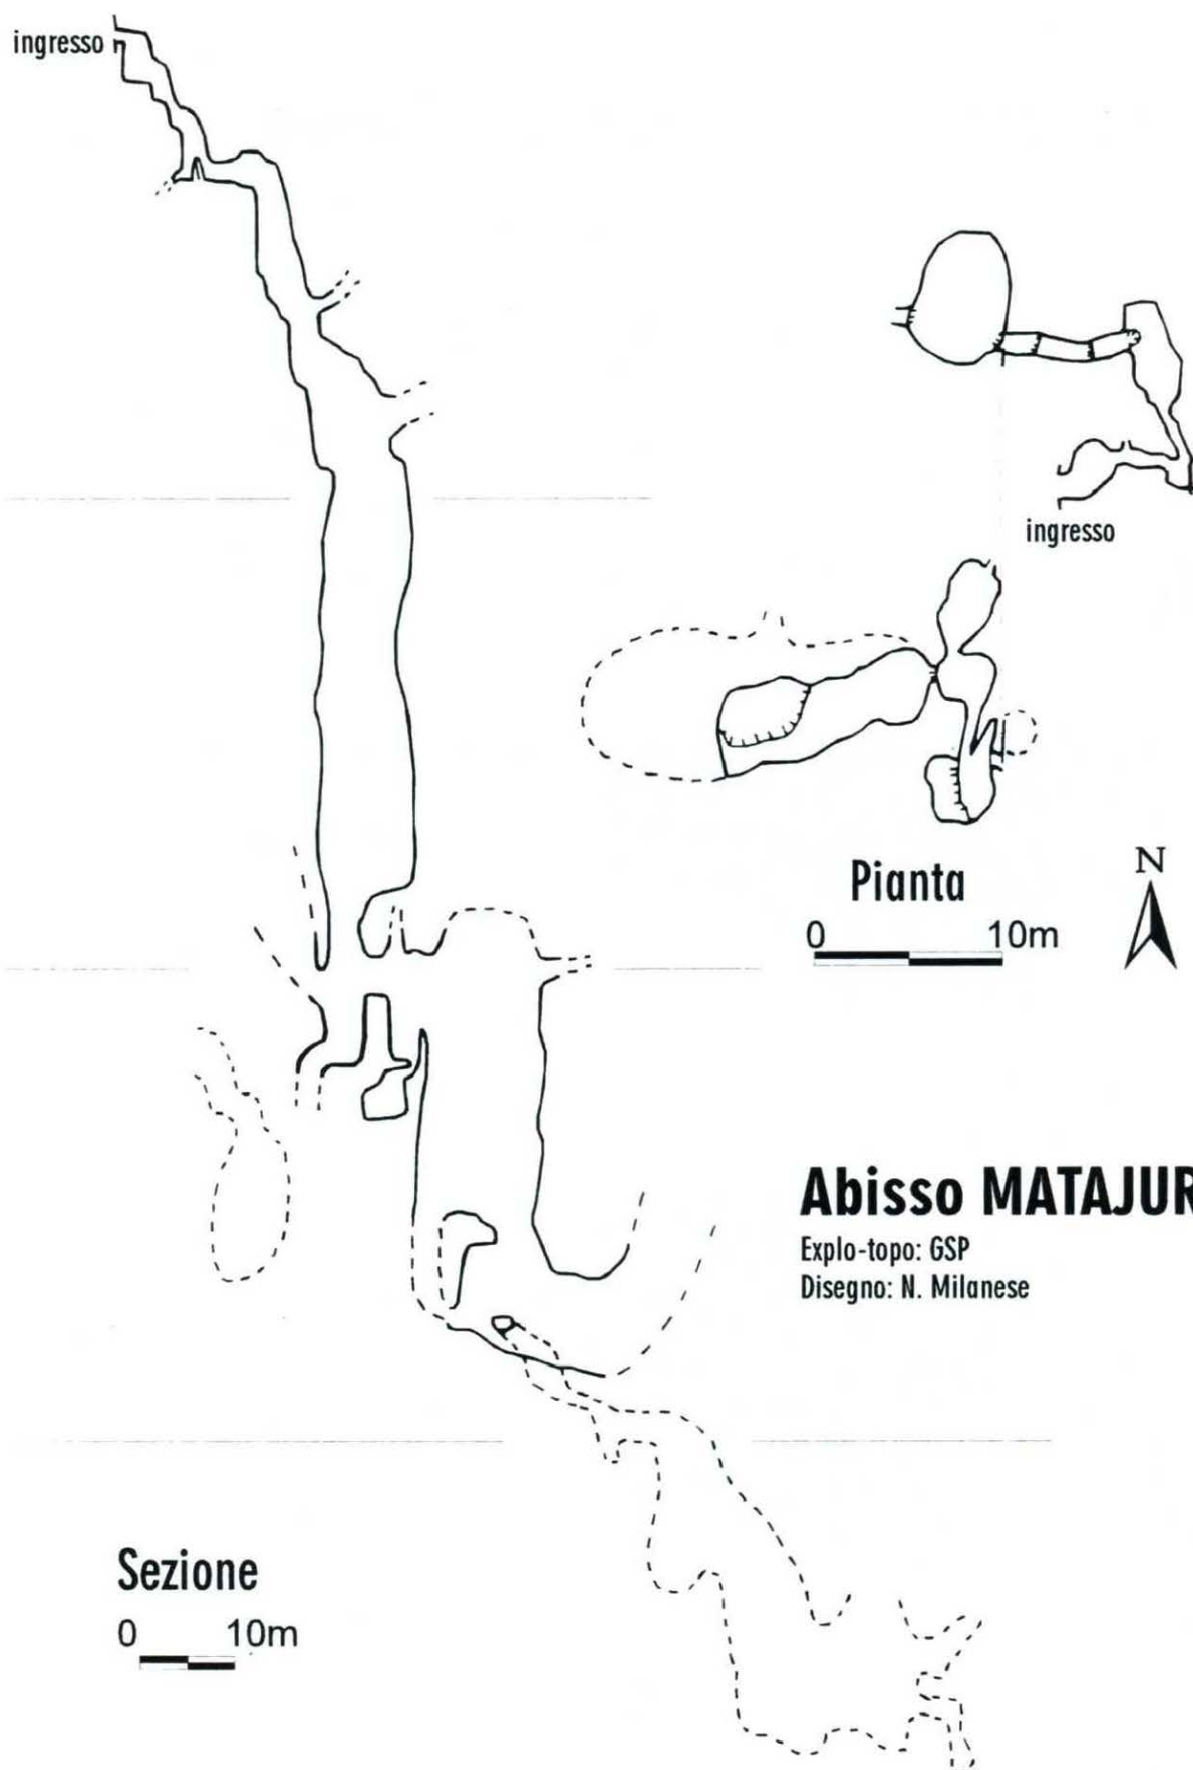 ingresso
ingresso
Pianta
N
0 10m
Abisso MATAJUR
Explo-topo: GSP
Disegno: N. Milanese
Sezione
0 10m